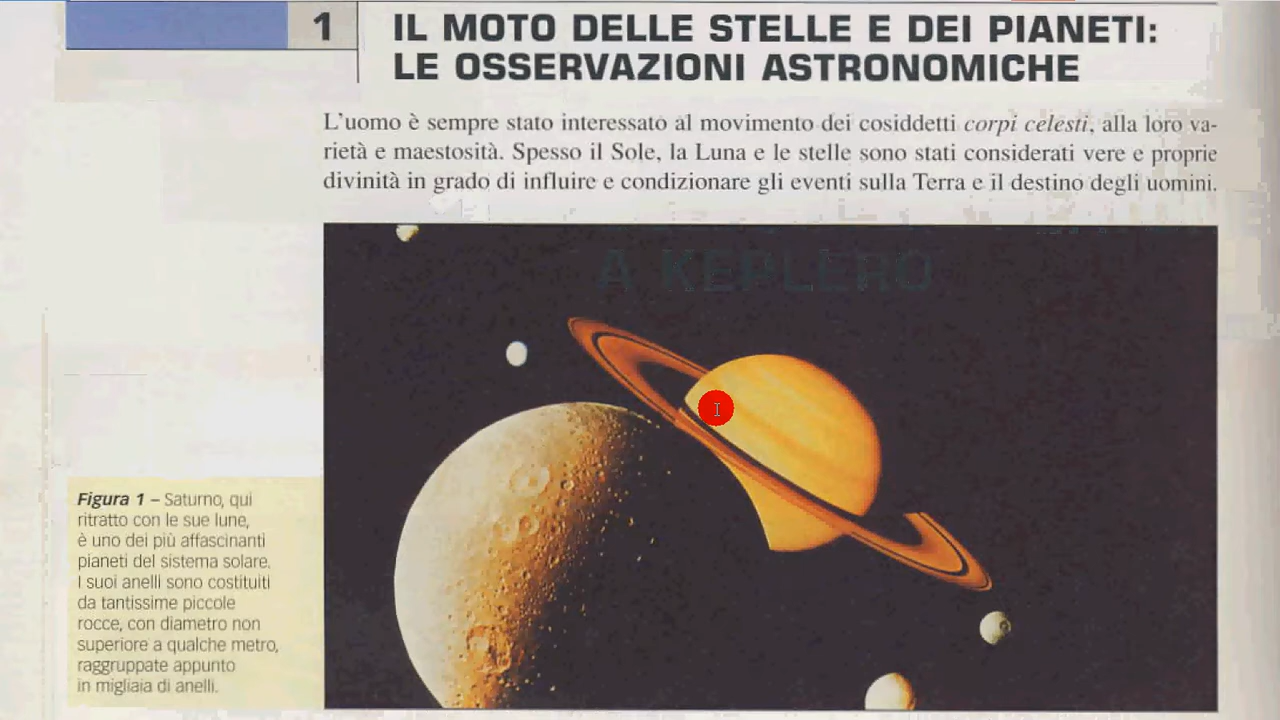 1
IL MOTO DELLE STELLE E DEI PIANETI:
LE OSSERVAZIONI ASTRONOMICHE
L'uomo è sempre stato interessato al movimento dei cosiddetti corpi celesti, alla loro va-
rietà e maestosità. Spesso il Sole, la Luna e le stelle sono stati considerati vere e proprie
divinità in grado di influire e condizionare gli eventi sulla Terra e il destino degli uomini.
A KEPLERO
Figura 1 – Saturno, qui
ritratto con le sue lune,
è uno dei più affascinanti
pianeti del sistema solare.
I suoi anelli sono costituiti
da tantissime piccole
rocce, con diametro non
superiore a qualche metro,
raggruppate appunto
in migliaia di anelli.